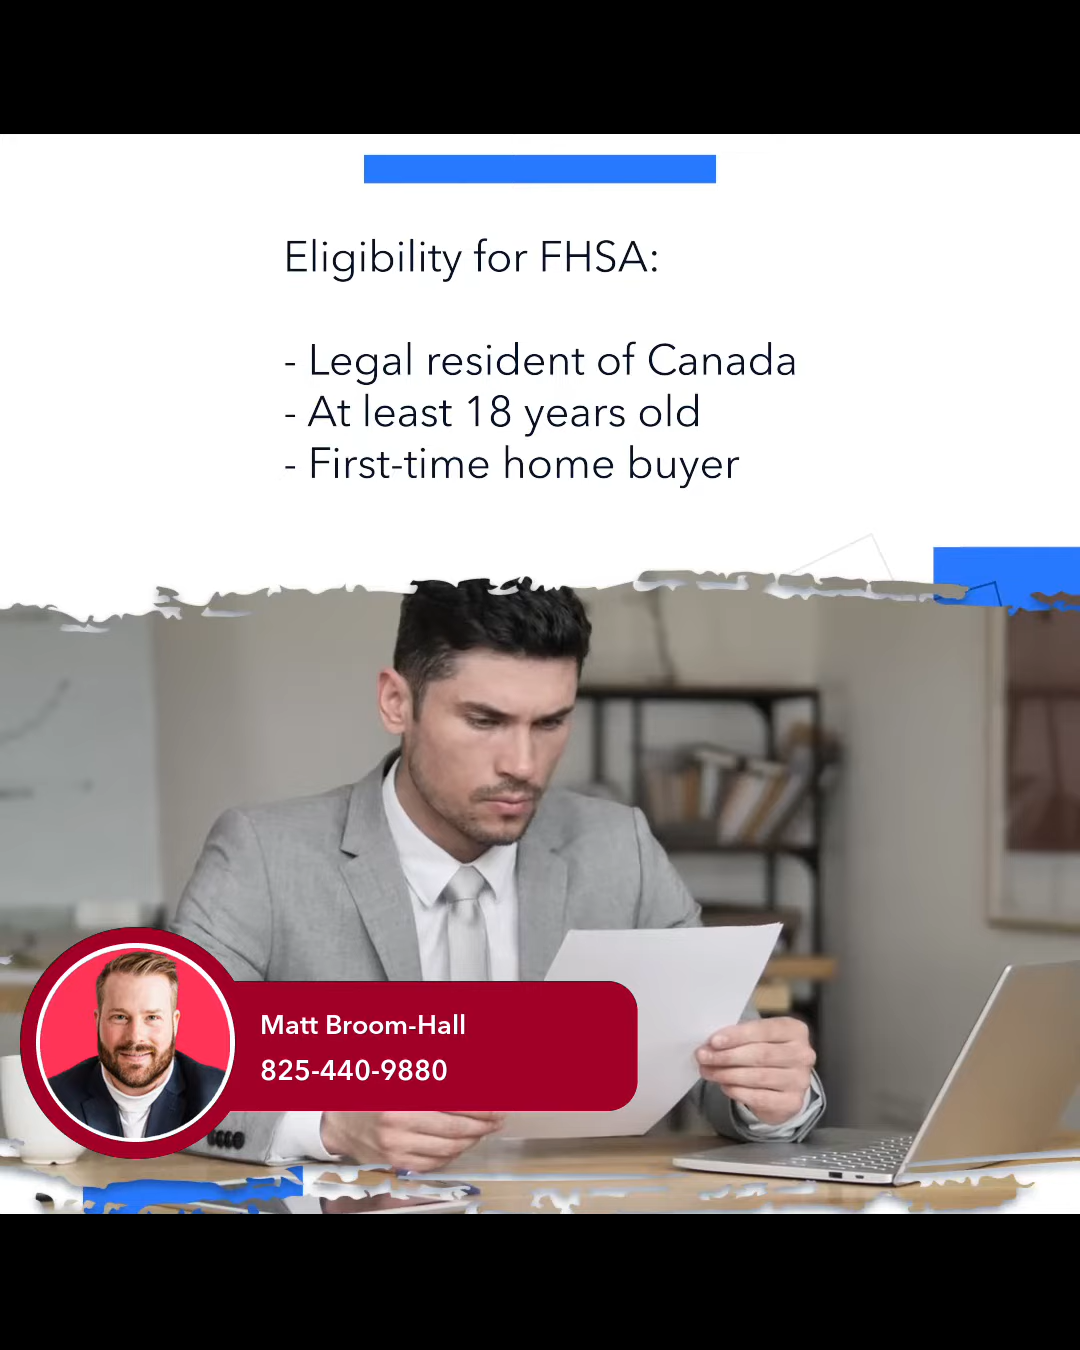 Eligibility for FHSA:
- Legal resident of Canada
- At least 18 years old
- First-time home buyer
Matt Broom-Hall
825-440-9880